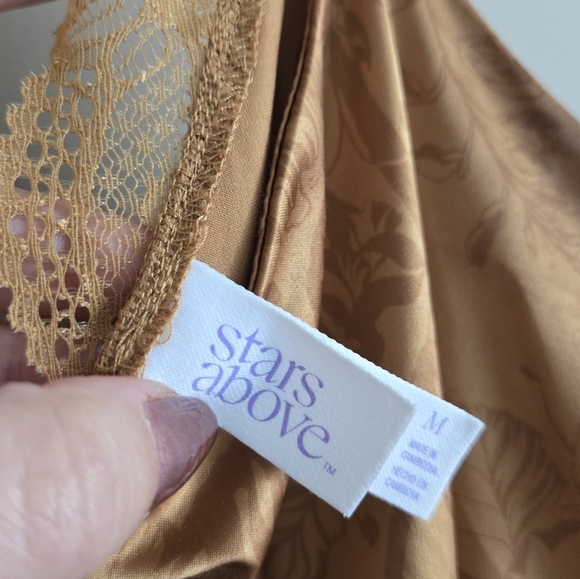 stars
above
™
M
MADE IN
CAMBODIA
HECHO EN
CAMBOYA